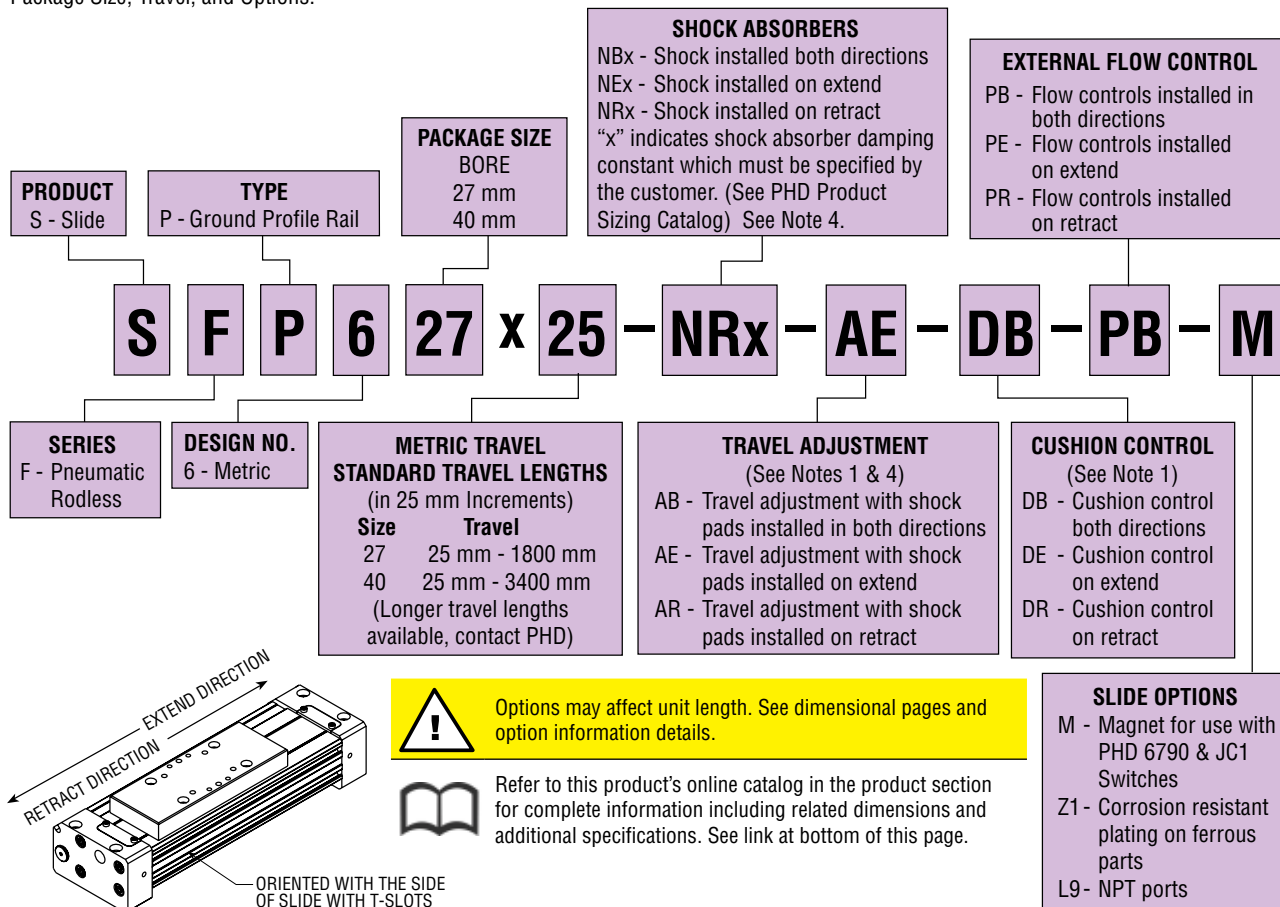 Package Size, Travel, and Options.
SHOCK ABSORBERS
NBx - Shock installed both directions
NEx - Shock installed on extend
NRx - Shock installed on retract
“x” indicates shock absorber damping
constant which must be specified by
the customer. (See PHD Product
Sizing Catalog) See Note 4.
EXTERNAL FLOW CONTROL
PB - Flow controls installed in
both directions
PE - Flow controls installed
on extend
PR - Flow controls installed
on retract
PACKAGE SIZE
BORE
27 mm
40 mm
PRODUCT
S - Slide
TYPE
P - Ground Profile Rail
S F P 6 27 x 25 – NRx – AE – DB – PB – M
SERIES
F - Pneumatic
Rodless
DESIGN NO.
6 - Metric
METRIC TRAVEL
STANDARD TRAVEL LENGTHS
(in 25 mm Increments)
Size Travel
27 25 mm - 1800 mm
40 25 mm - 3400 mm
(Longer travel lengths
available, contact PHD)
TRAVEL ADJUSTMENT
(See Notes 1 & 4)
AB - Travel adjustment with shock
pads installed in both directions
AE - Travel adjustment with shock
pads installed on extend
AR - Travel adjustment with shock
pads installed on retract
CUSHION CONTROL
(See Note 1)
DB - Cushion control
both directions
DE - Cushion control
on extend
DR - Cushion control
on retract
SLIDE OPTIONS
M - Magnet for use with
PHD 6790 & JC1
Switches
Z1 - Corrosion resistant
plating on ferrous
parts
L9 - NPT ports
EXTEND DIRECTION
RETRACT DIRECTION
ORIENTED WITH THE SIDE
OF SLIDE WITH T-SLOTS
!
Options may affect unit length. See dimensional pages and
option information details.
Refer to this product’s online catalog in the product section
for complete information including related dimensions and
additional specifications. See link at bottom of this page.